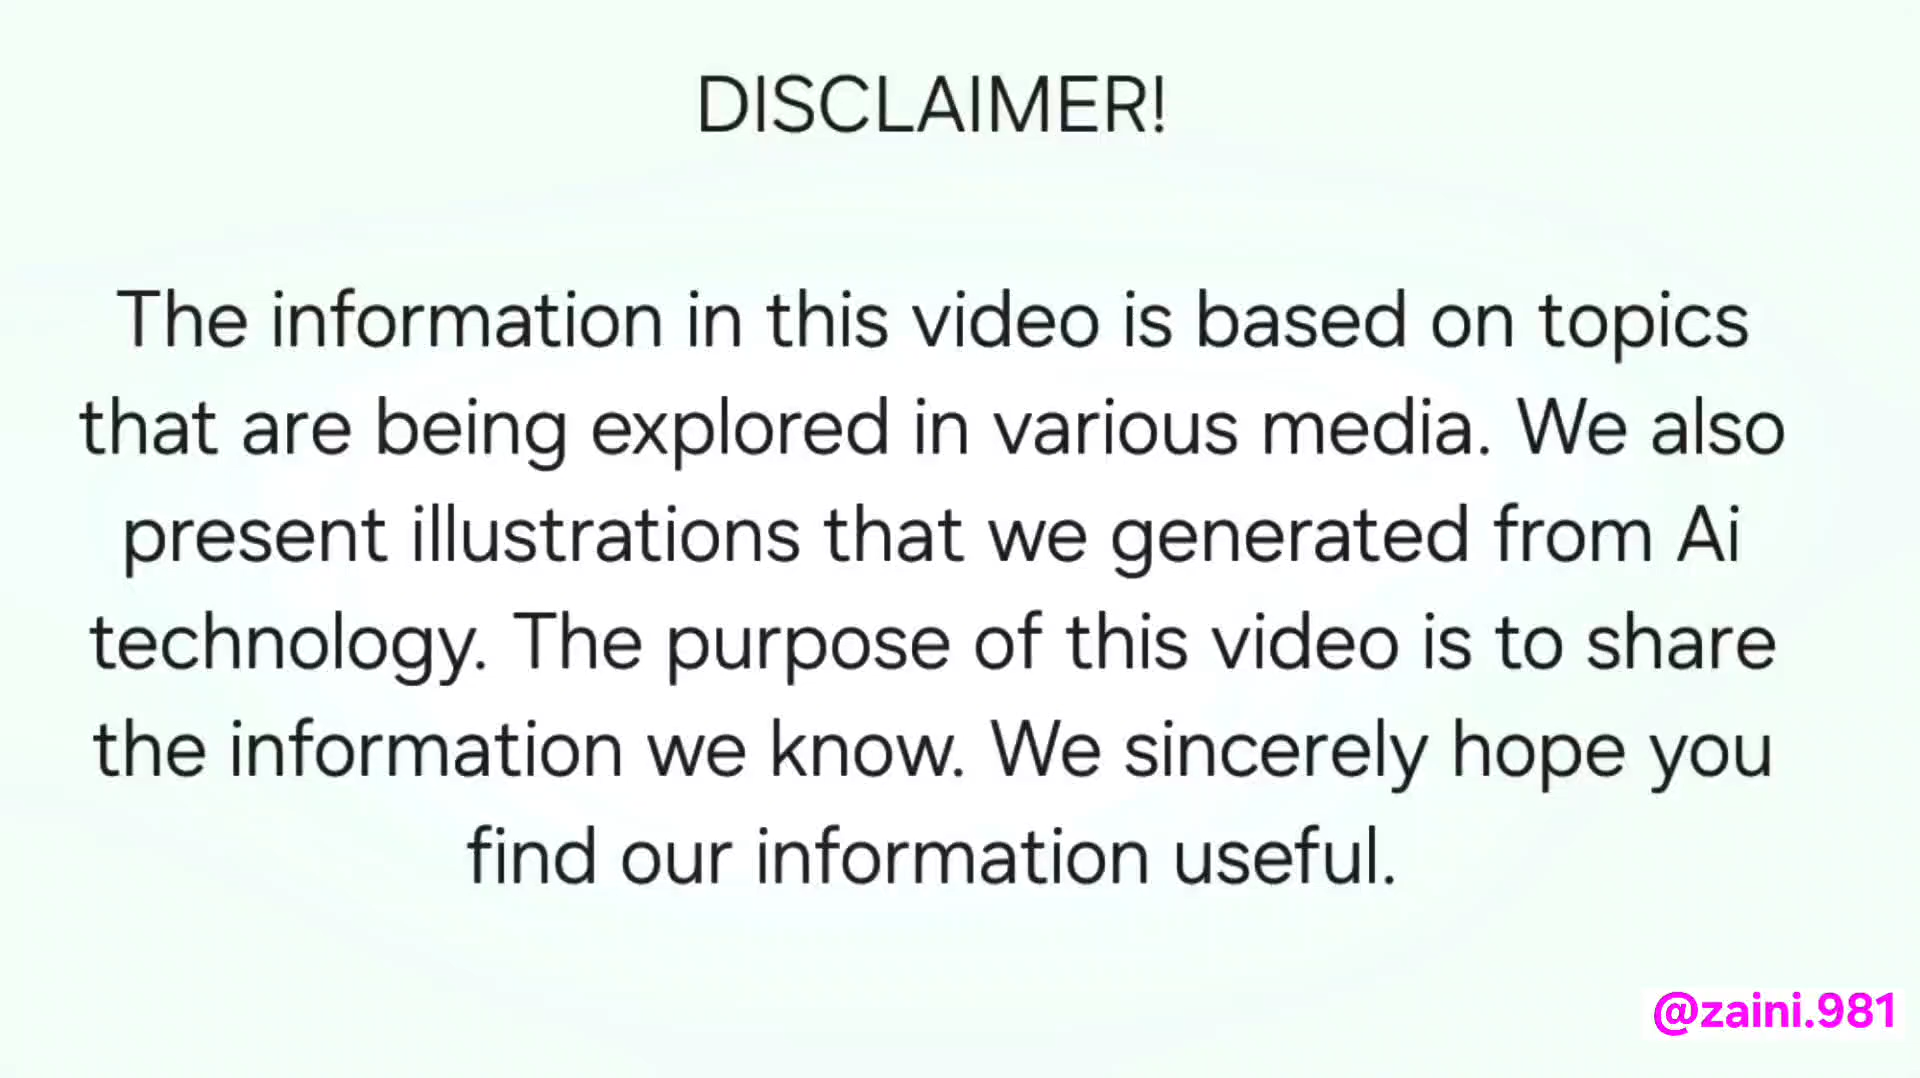 DISCLAIMER!
The information in this video is based on topics
that are being explored in various media. We also
present illustrations that we generated from Ai
technology. The purpose of this video is to share
the information we know. We sincerely hope you
find our information useful.
@zaini.981